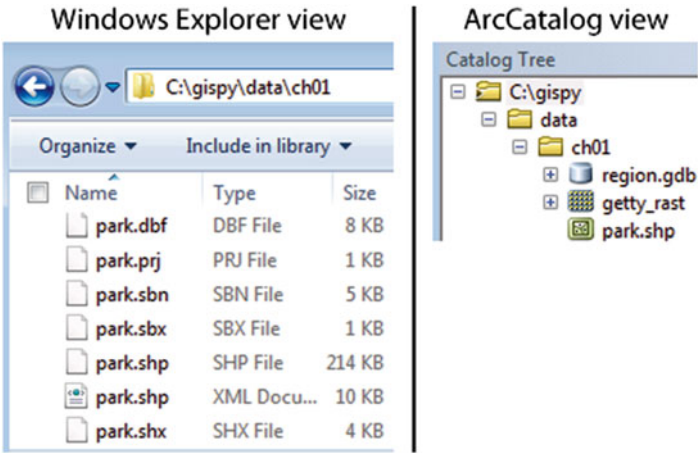 Windows Explorer view
C:\gispy\data\ch01
Organize
Include in library
Name Type Size
park.dbf DBF File 8 KB
park.prj PRJ File 1 KB
park.sbn SBN File 5 KB
park.sbx SBX File 1 KB
park.shp SHP File 214 KB
park.shp XML Docu... 10 KB
park.shx SHX File 4 KB
ArcCatalog view
Catalog Tree
C:\gispy
data
ch01
region.gdb
getty_rast
park.shp